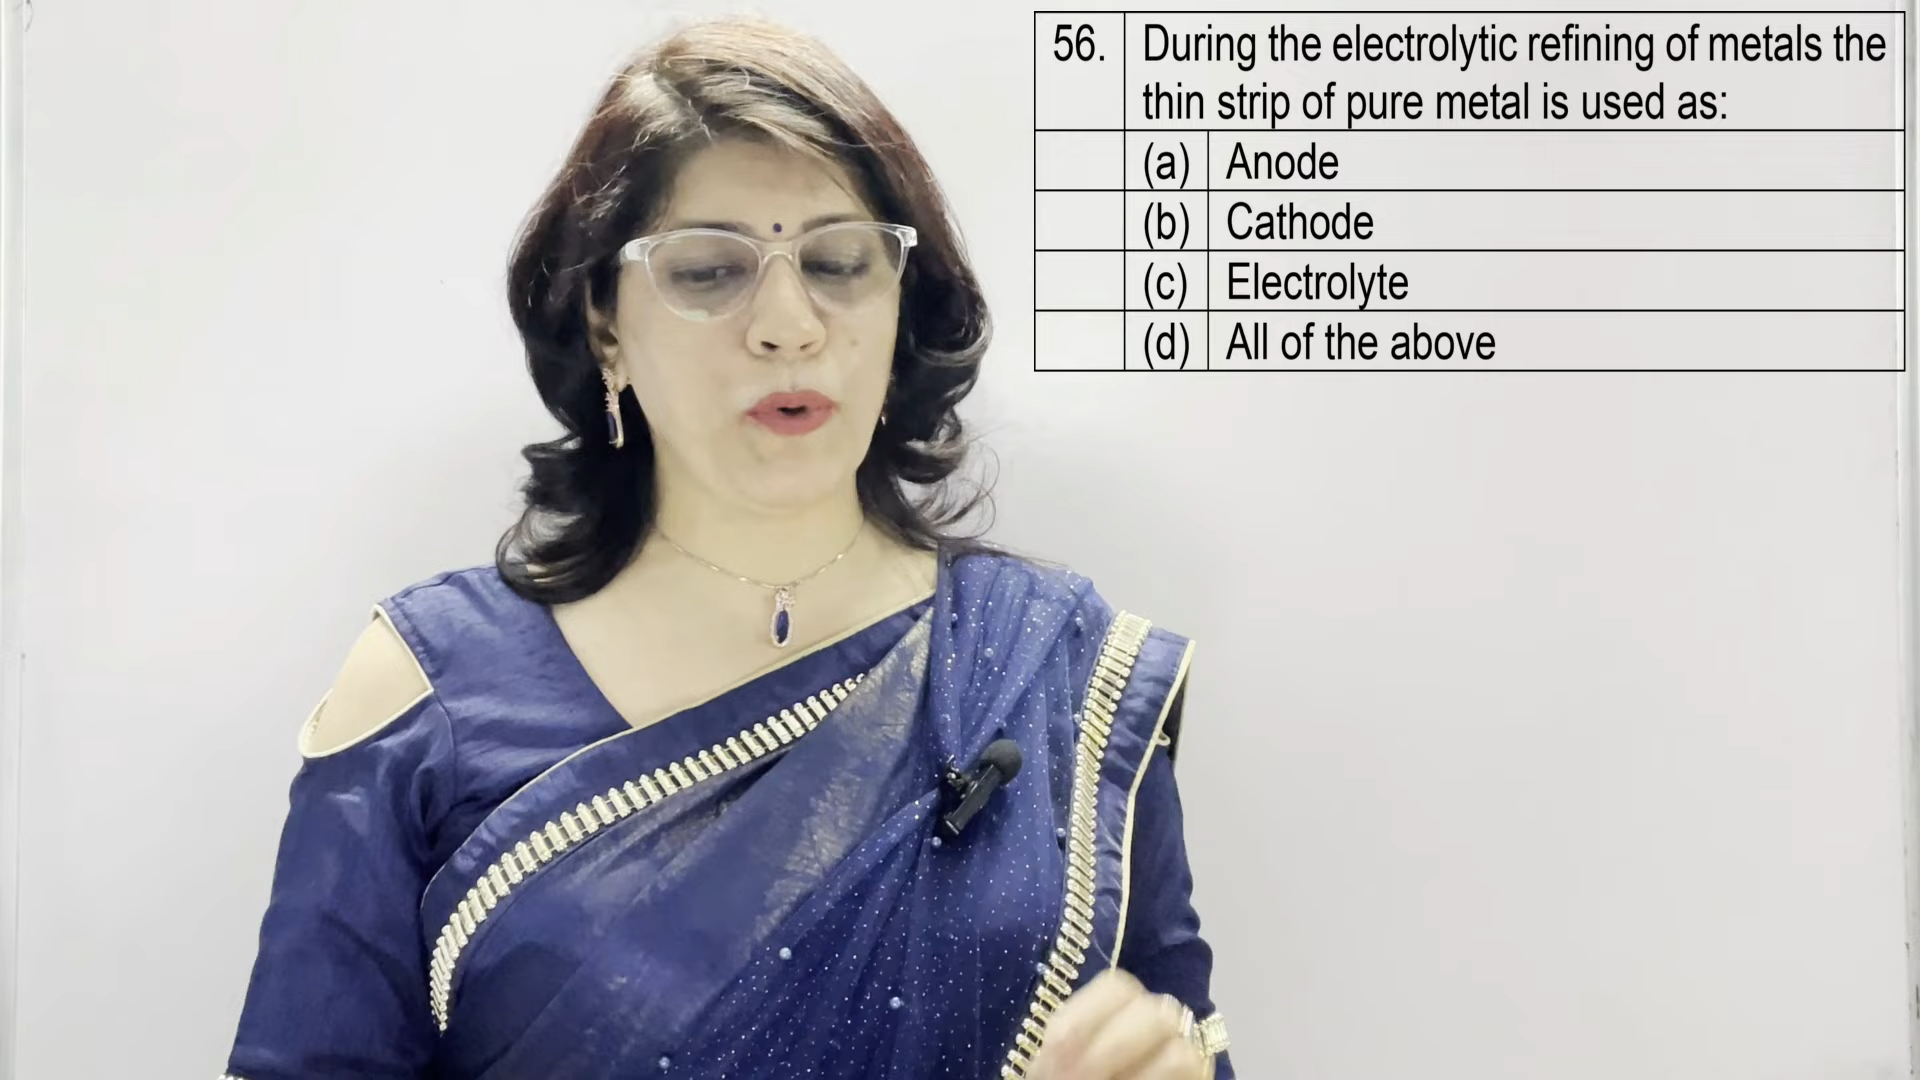 56. During the electrolytic refining of metals the
thin strip of pure metal is used as:
(a) Anode
(b) Cathode
(c) Electrolyte
(d) All of the above